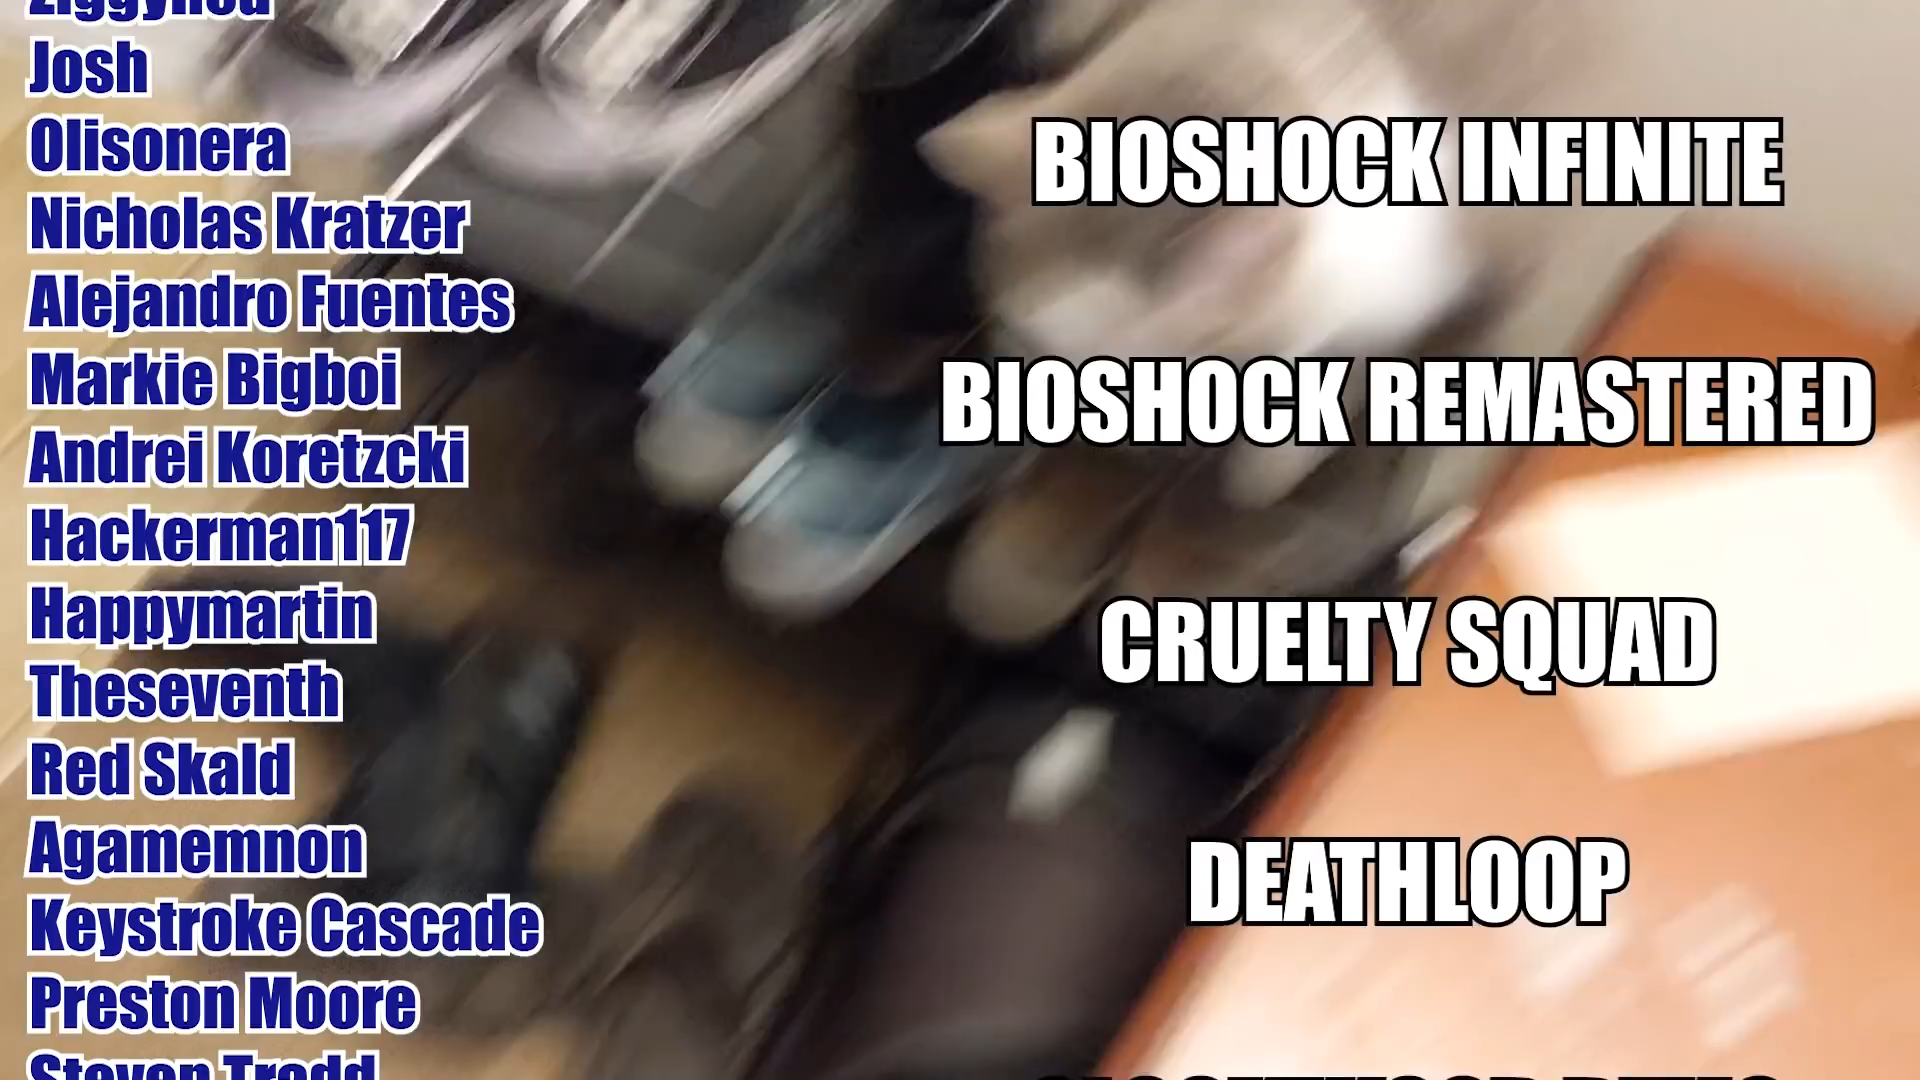 Josh
Olisonera
Nicholas Kratzer
Alejandro Fuentes
Markie Bigboi
Andrei Koretzcki
Hackerman117
Happymartin
Theseventh
Red Skald
Agamemnon
Keystroke Cascade
Preston Moore
BIOSHOCK INFINITE
BIOSHOCK REMASTERED
CRUELTY SQUAD
DEATHLOOP